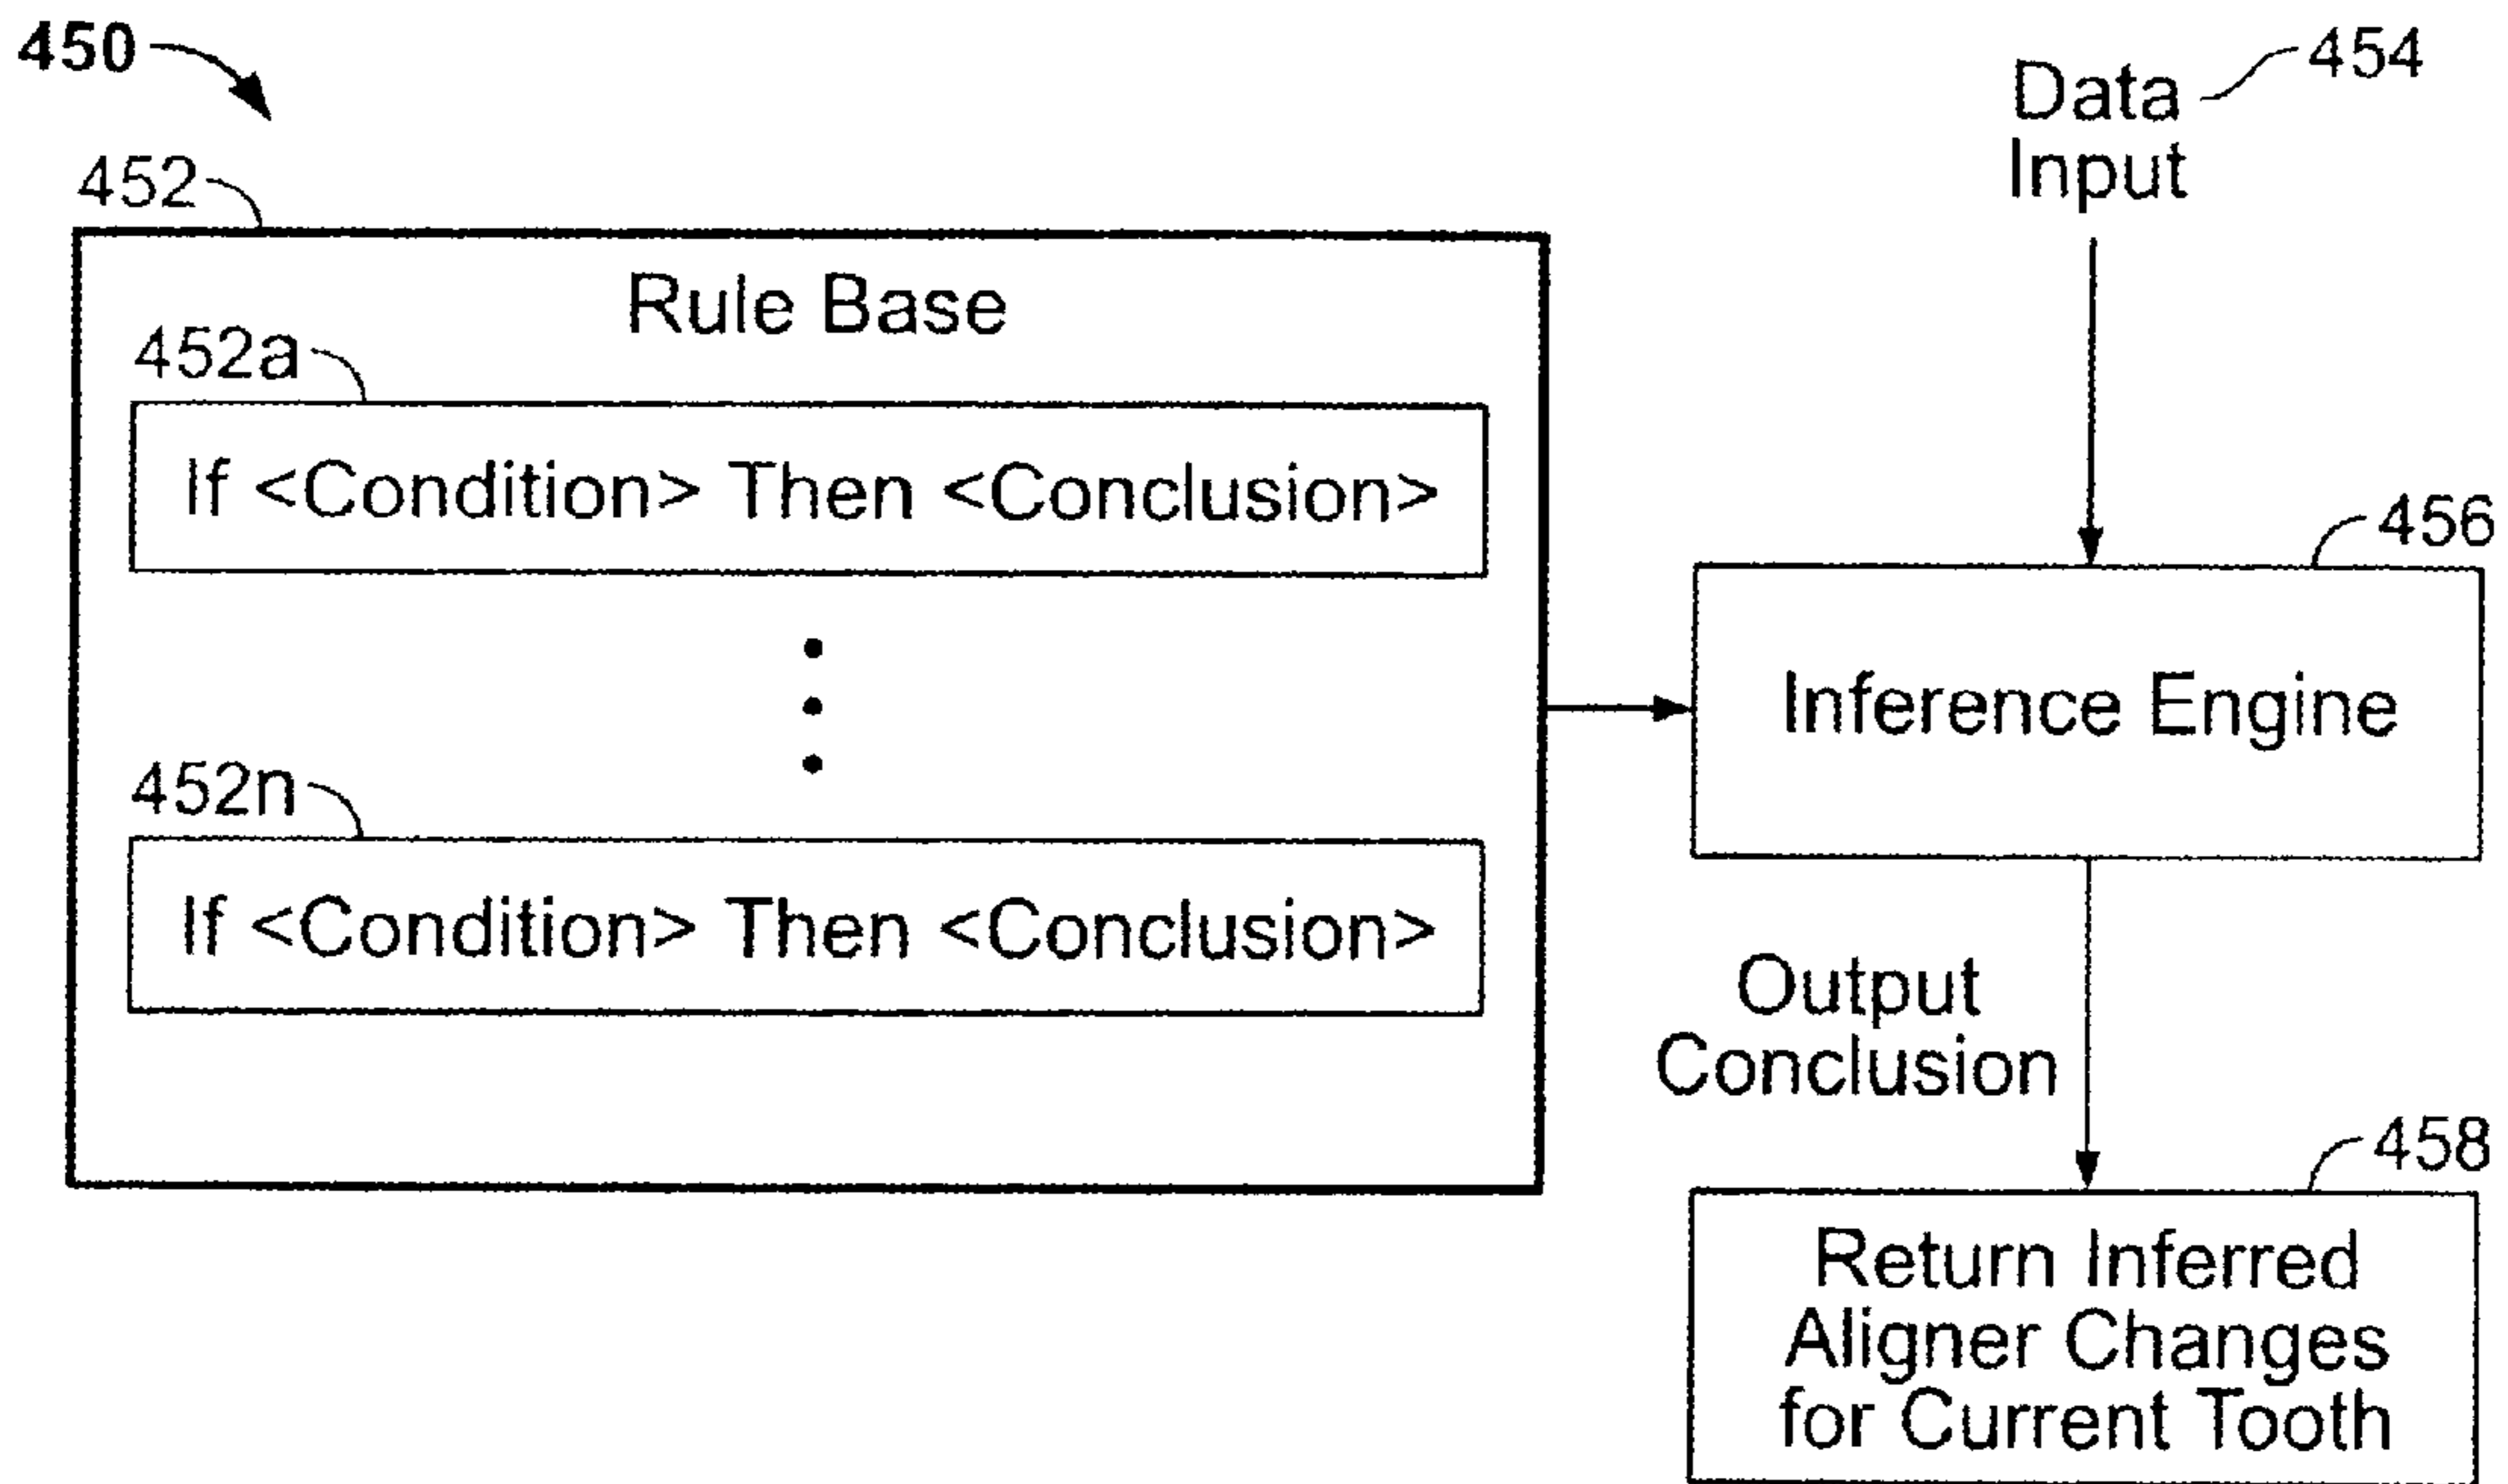 450
452
Rule Base
452a
If <Condition> Then <Conclusion>
452n
If <Condition> Then <Conclusion>
454
Data
Input
456
Inference Engine
Output
Conclusion
458
Return Inferred
Aligner Changes
for Current Tooth